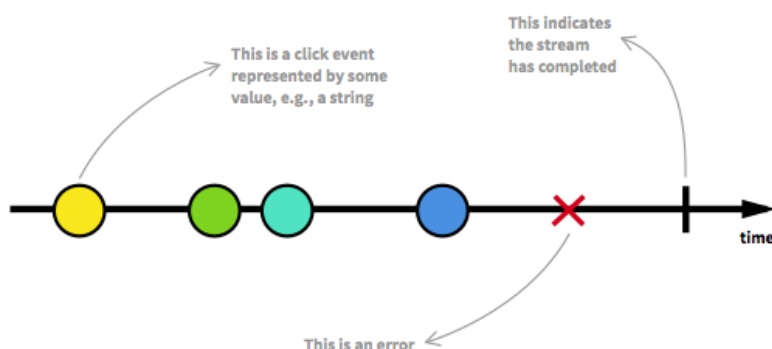 This is a click event
represented by some
value, e.g., a string
This indicates
the stream
has completed
time
This is an error